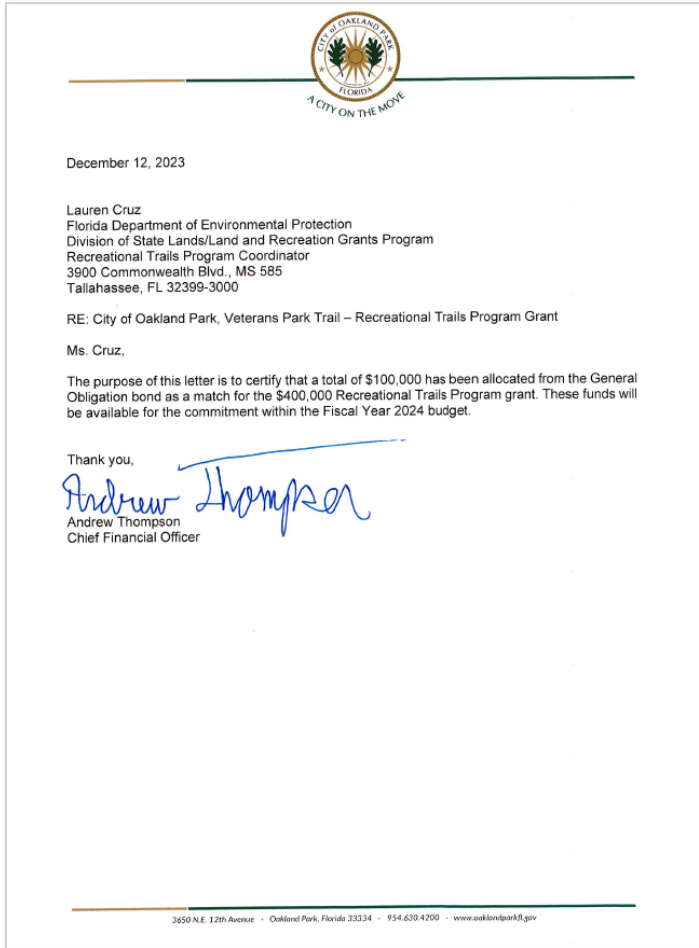 CITY of OAKLAND PARK
FLORIDA
A CITY ON THE MOVE
December 12, 2023
Lauren Cruz
Florida Department of Environmental Protection
Division of State Lands/Land and Recreation Grants Program
Recreational Trails Program Coordinator
3900 Commonwealth Blvd., MS 585
Tallahassee, FL 32399-3000
RE: City of Oakland Park, Veterans Park Trail – Recreational Trails Program Grant
Ms. Cruz,
The purpose of this letter is to certify that a total of $100,000 has been allocated from the General
Obligation bond as a match for the $400,000 Recreational Trails Program grant. These funds will
be available for the commitment within the Fiscal Year 2024 budget.
Thank you,
Andrew Thompson
Andrew Thompson
Chief Financial Officer
3650 N.E. 12th Avenue • Oakland Park, Florida 33334 • 954.630.4200 • www.oaklandparkfl.gov